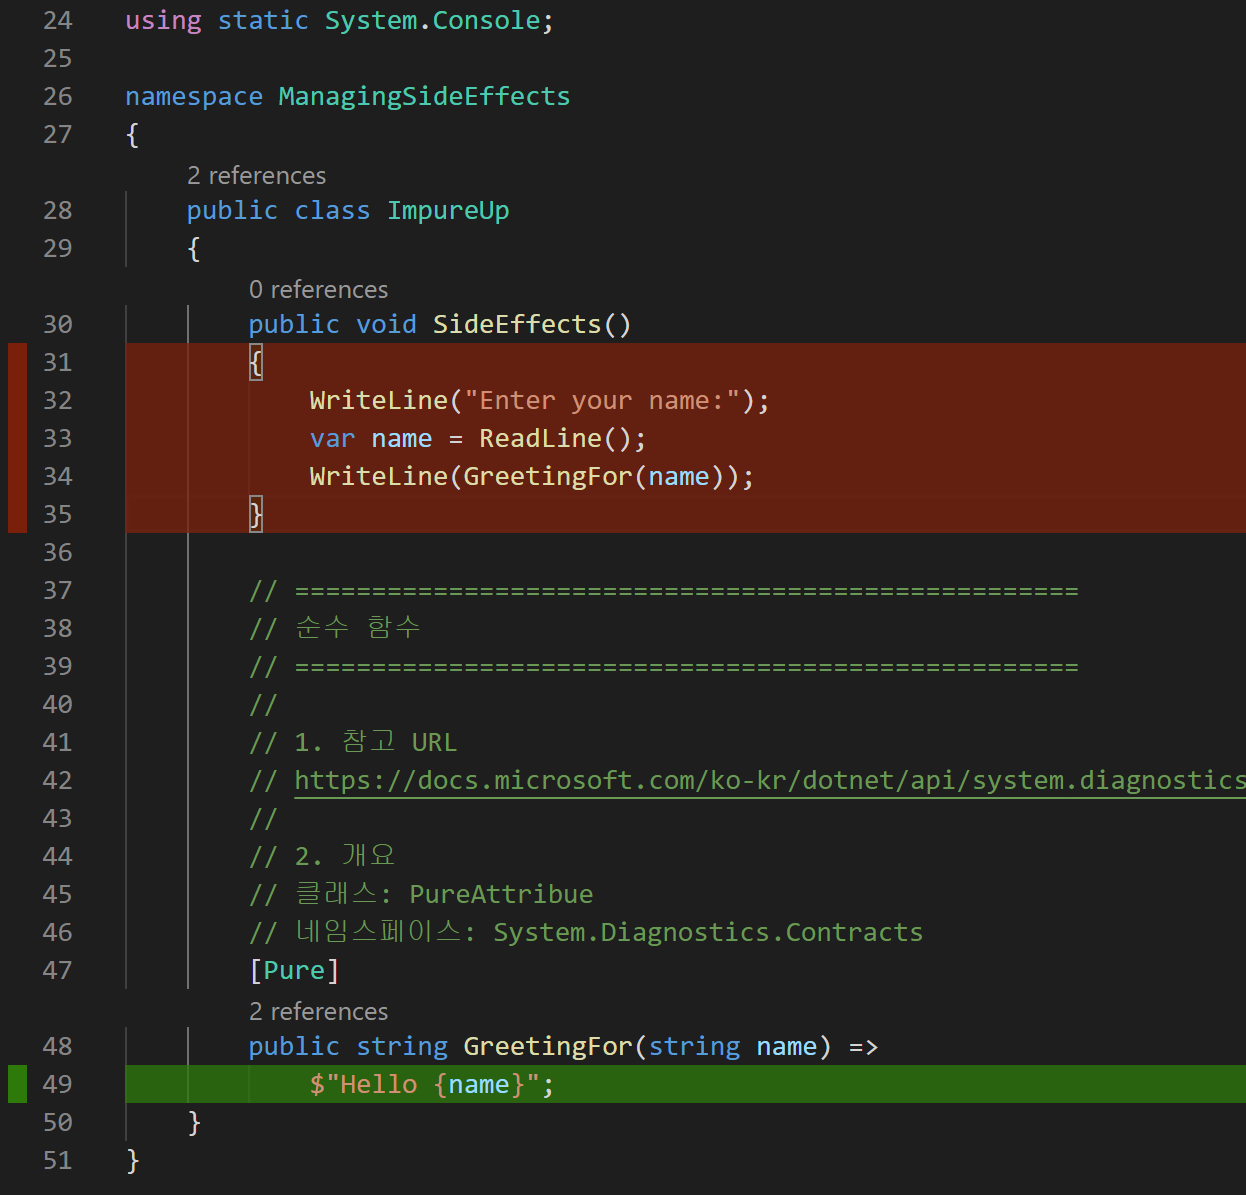 24 using static System.Console;
25
26 namespace ManagingSideEffects
27 {
2 references
28 public class ImpureUp
29 {
0 references
30 public void SideEffects()
31 {
32 WriteLine("Enter your name:");
33 var name = ReadLine();
34 WriteLine(GreetingFor(name));
35 }
36
37 // ===================================================
38 // 순수 함수
39 // ===================================================
40 //
41 // 1. 참고 URL
42 // https://docs.microsoft.com/ko-kr/dotnet/api/system.diagnostics
43 //
44 // 2. 개요
45 // 클래스: PureAttribue
46 // 네임스페이스: System.Diagnostics.Contracts
47 [Pure]
2 references
48 public string GreetingFor(string name) =>
49 $"Hello {name}";
50 }
51 }